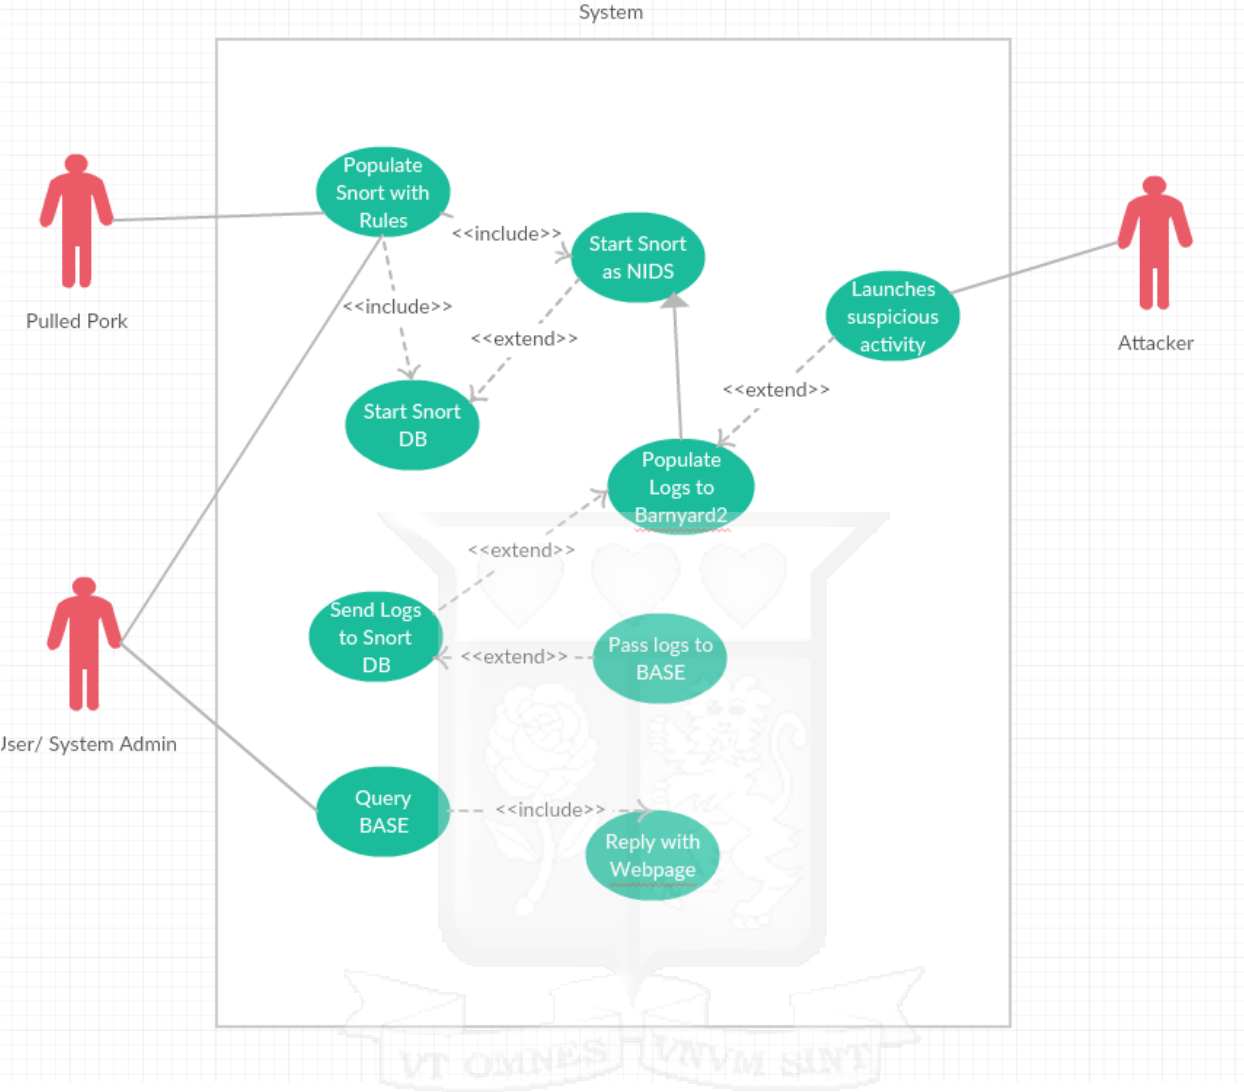 System
Populate
Snort with
Rules
<<include>>
Start Snort
as NIDS
Launches
suspicious
activity
Pulled Pork
<<include>>
<<extend>>
Attacker
<<extend>>
Start Snort
DB
Populate
Logs to
Barnyard2
<<extend>>
Send Logs
to Snort
DB
Pass logs to
BASE
<<extend>>
Jser/ System Admin
Query
BASE
<<include>>
Reply with
Webpage
VT OMNES VNVM SINT